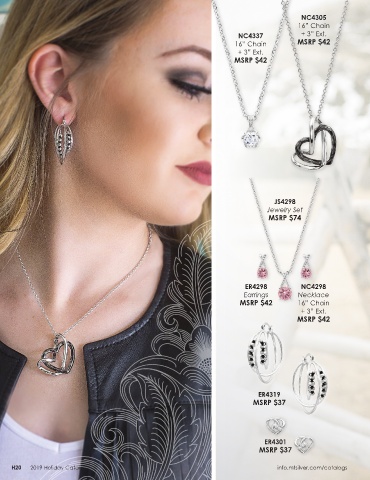 NC4337
16" Chain
+ 3" Ext.
MSRP $42
NC4305
16" Chain
+ 3" Ext.
MSRP $42
JS4298
Jewelry Set
MSRP $74
ER4298
Earrings
MSRP $42
NC4298
Necklace
16" Chain
+ 3" Ext.
MSRP $42
ER4319
MSRP $37
ER4301
MSRP $37
H20 2019 Holiday
info.mtsilver.com/catalogs